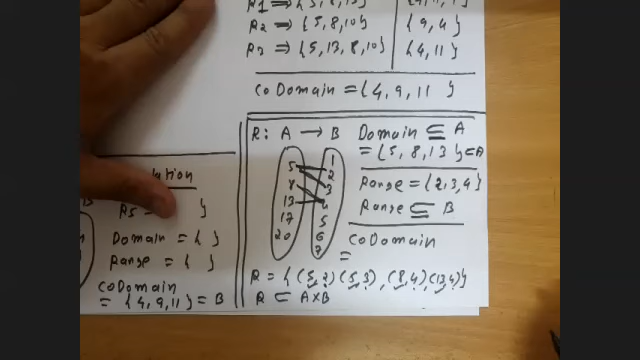 R1 ⇒ {5, 8, 13}
R2 ⇒ {5, 8, 10} {9, 4}
R3 ⇒ {5, 13, 8, 10} {4, 11}
CoDomain = {4, 9, 11 }
R: A → B Domain ⊆ A
= {5, 8, 13} ⊂ A
5 1
8 2
13 3
17 4
20 5
6
7
Range = {2, 3, 4}
Range ⊆ B
CoDomain
=
R = { (5, 2) (5, 3), (8, 4) (13, 4)}
R ⊂ A×B
lation
R5 }
Domain = { }
Range = { }
CoDomain
= {4, 9, 11} = B